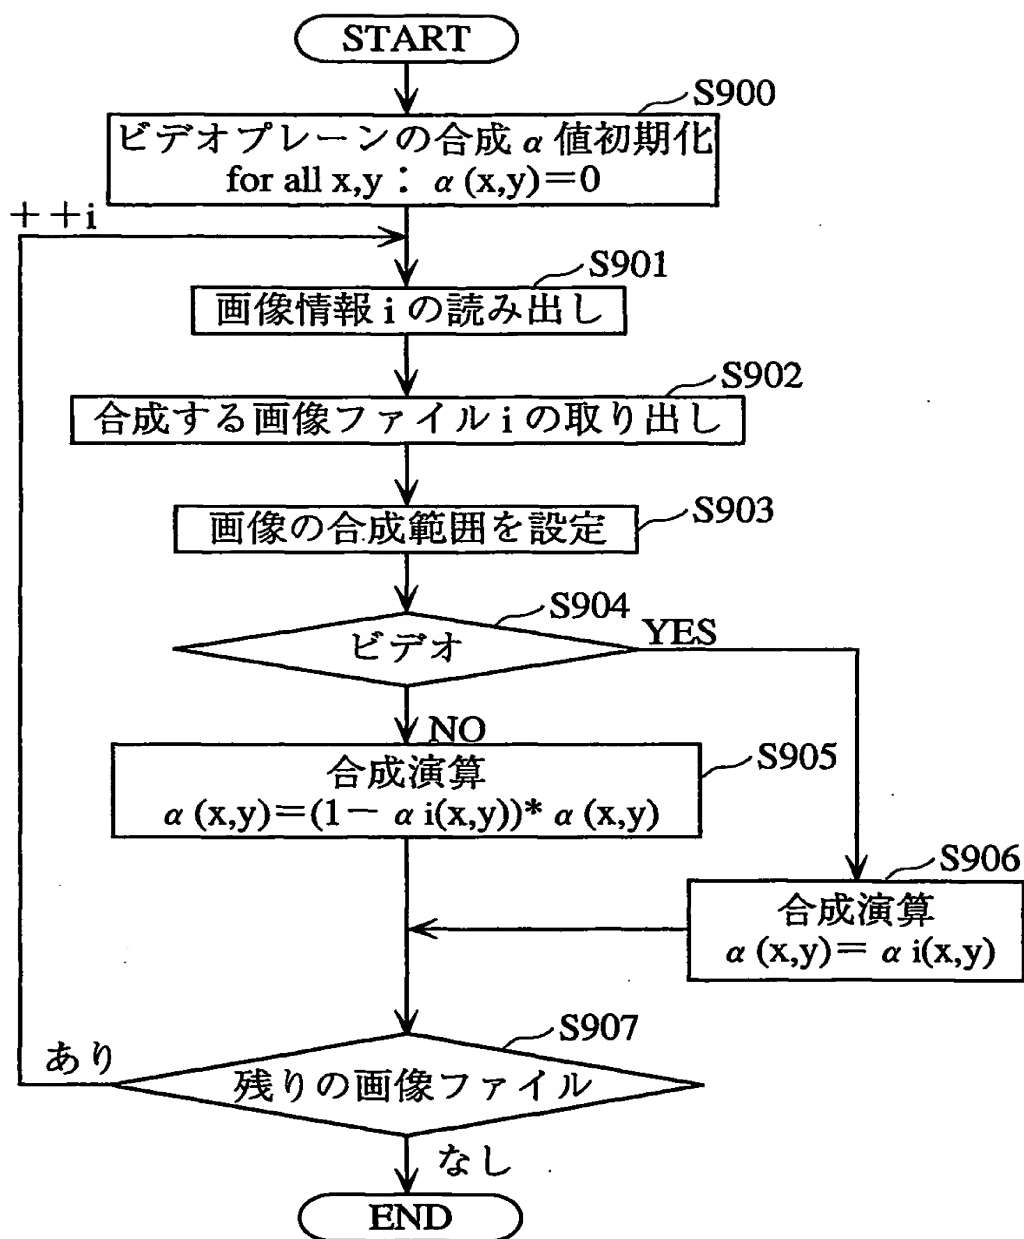 START
S900
ビデオプレーンの合成α値初期化
for all x,y：α(x,y)=0
++i
S901
画像情報iの読み出し
S902
合成する画像ファイルiの取り出し
S903
画像の合成範囲を設定
S904
ビデオ
YES
NO
S905
合成演算
α(x,y)=(1-αi(x,y))*α(x,y)
S906
合成演算
α(x,y)=αi(x,y)
S907
あり
残りの画像ファイル
なし
END